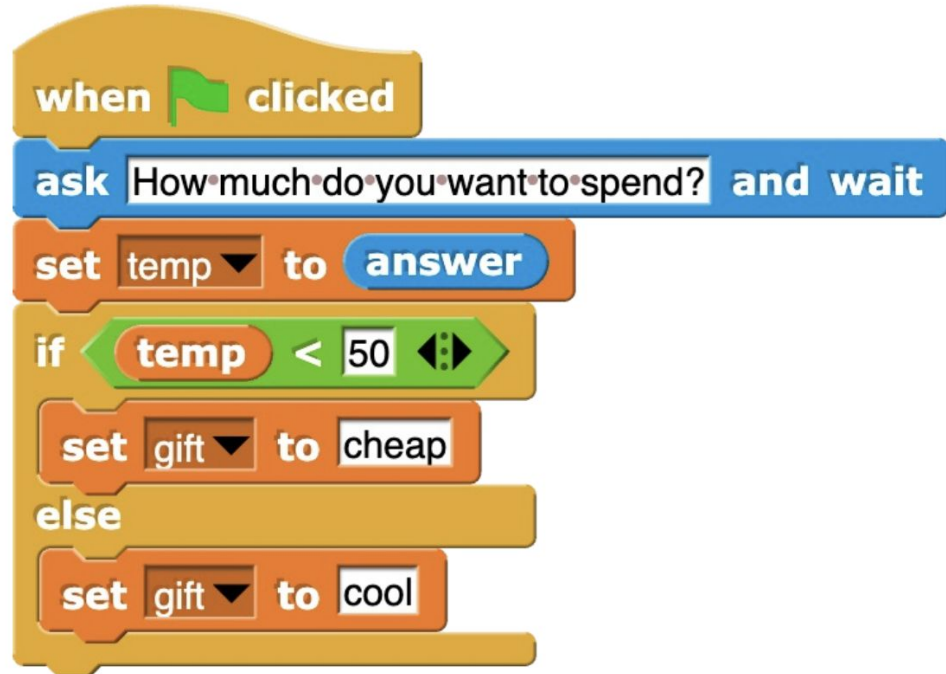 when clicked
ask How much do you want to spend? and wait
set temp to answer
if temp < 50
set gift to cheap
else
set gift to cool